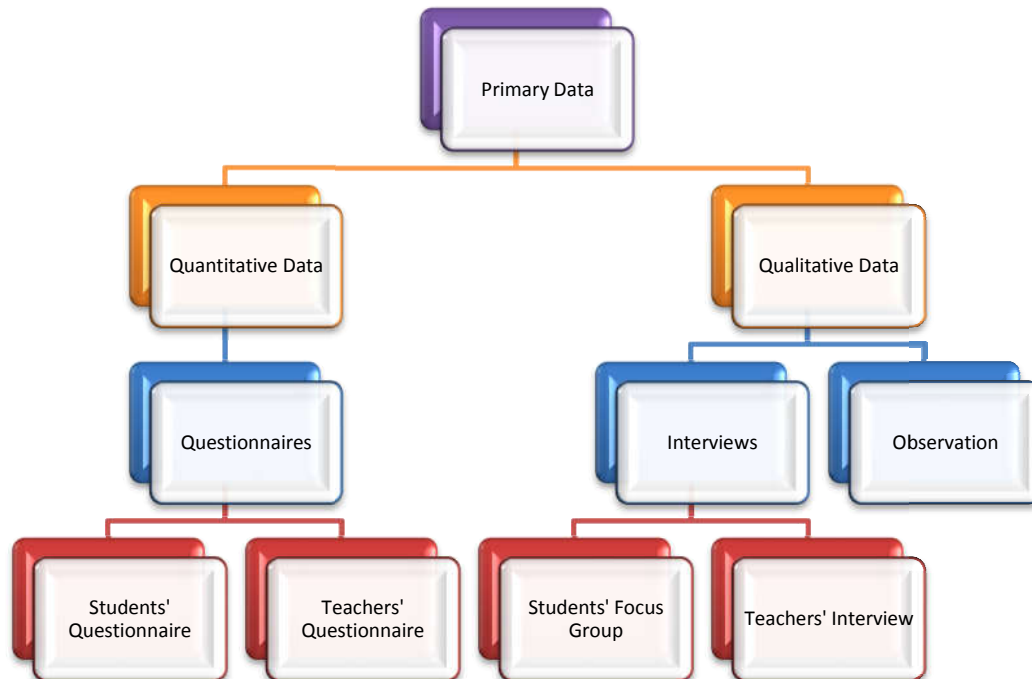 Primary Data
Quantitative Data
Qualitative Data
Questionnaires
Interviews
Observation
Students'
Questionnaire
Teachers'
Questionnaire
Students' Focus
Group
Teachers' Interview